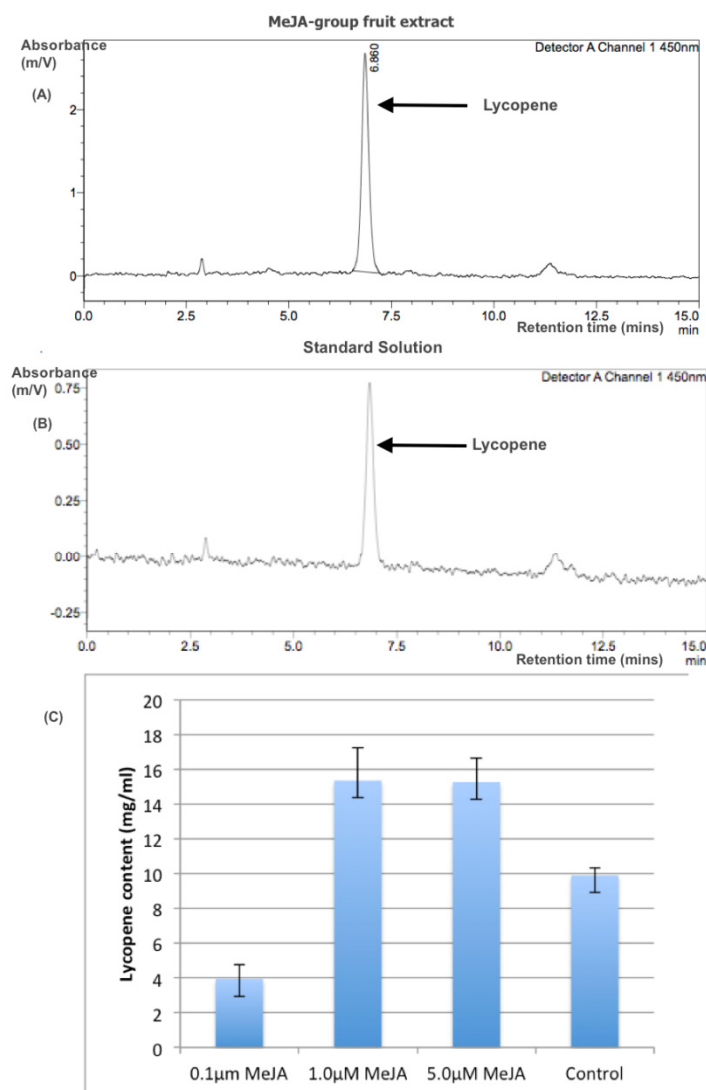 MeJA-group fruit extract
Absorbance
(m/V)
Detector A Channel 1 450nm
(A)
6.860
Lycopene
2
1
0
0.0 2.5 5.0 7.5 10.0 12.5 15.0
Retention time (mins)
min
Standard Solution
Absorbance
(m/V)
Detector A Channel 1 450nm
(B)
0.75
0.50
Lycopene
0.25
0.00
-0.25
0.0 2.5 5.0 7.5 10.0 12.5 15.0
Retention time (mins)
min
(C)
Lycopene content (mg/ml)
20
18
16
14
12
10
8
6
4
2
0
0.1µm MeJA 1.0µM MeJA 5.0µM MeJA Control